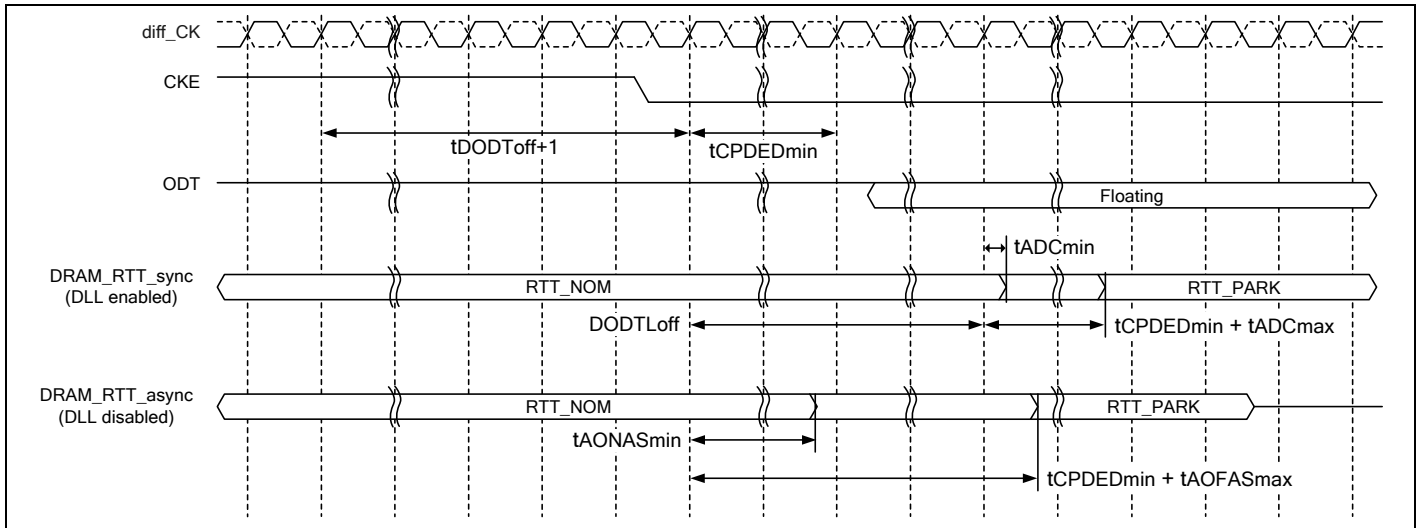 diff_CK
CKE
tDODToff+1
tCPDEDmin
ODT
Floating
tADCmin
DRAM_RTT_sync
(DLL enabled)
RTT_NOM
RTT_PARK
DODTLoff
tCPDEDmin + tADCmax
DRAM_RTT_async
(DLL disabled)
RTT_NOM
RTT_PARK
tAONASmin
tCPDEDmin + tAOFASmax